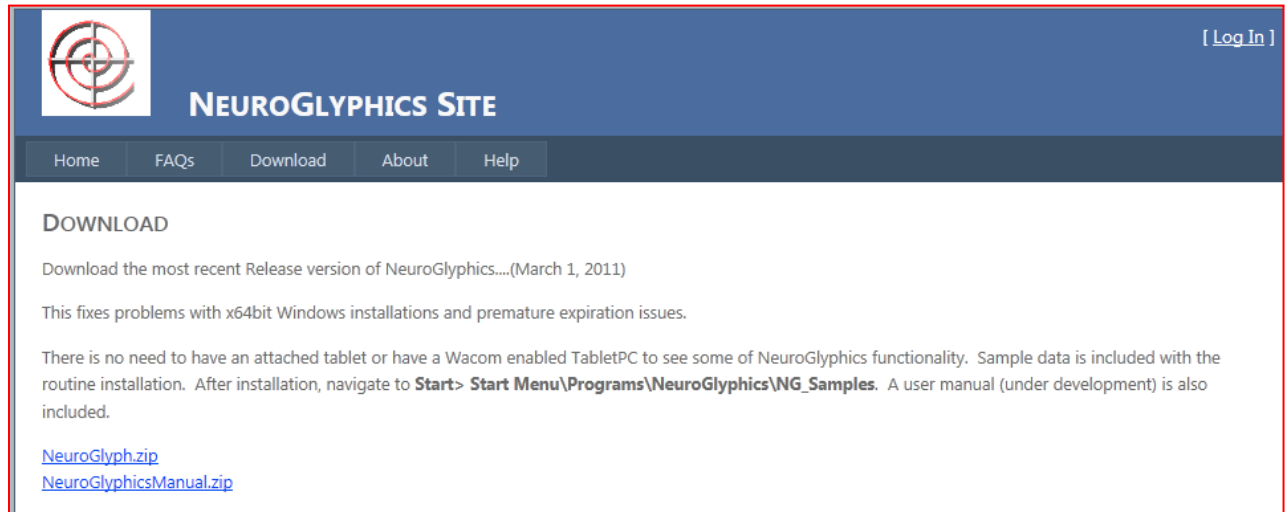 [ Log In ]
NEUROGLYPHICS SITE
Home FAQs Download About Help
DOWNLOAD
Download the most recent Release version of NeuroGlyphics....(March 1, 2011)
This fixes problems with x64bit Windows installations and premature expiration issues.
There is no need to have an attached tablet or have a Wacom enabled TabletPC to see some of NeuroGlyphics functionality. Sample data is included with the
routine installation. After installation, navigate to Start> Start Menu\Programs\NeuroGlyphics\NG_Samples. A user manual (under development) is also
included.
NeuroGlyph.zip
NeuroGlyphicsManual.zip